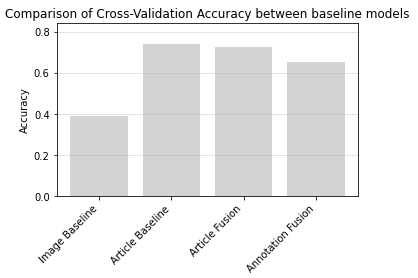 Comparison of Cross-Validation Accuracy between baseline models
0.8
0.6
0.4
0.2
0.0
Accuracy
Image Baseline
Article Baseline
Article Fusion
Annotation Fusion